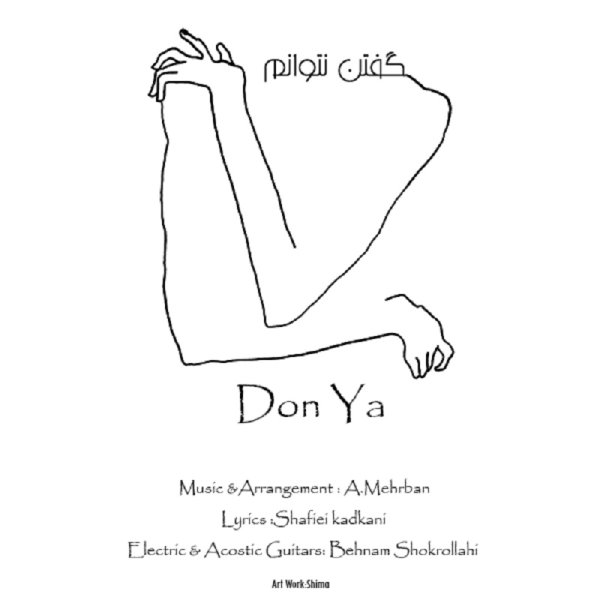 گفتن نتوانم
Don Ya
Music & Arrangement : A.Mehrban
Lyrics :Shafiei kadkani
Electric & Acostic Guitars: Behnam Shokrollahi
Art Work:Shima